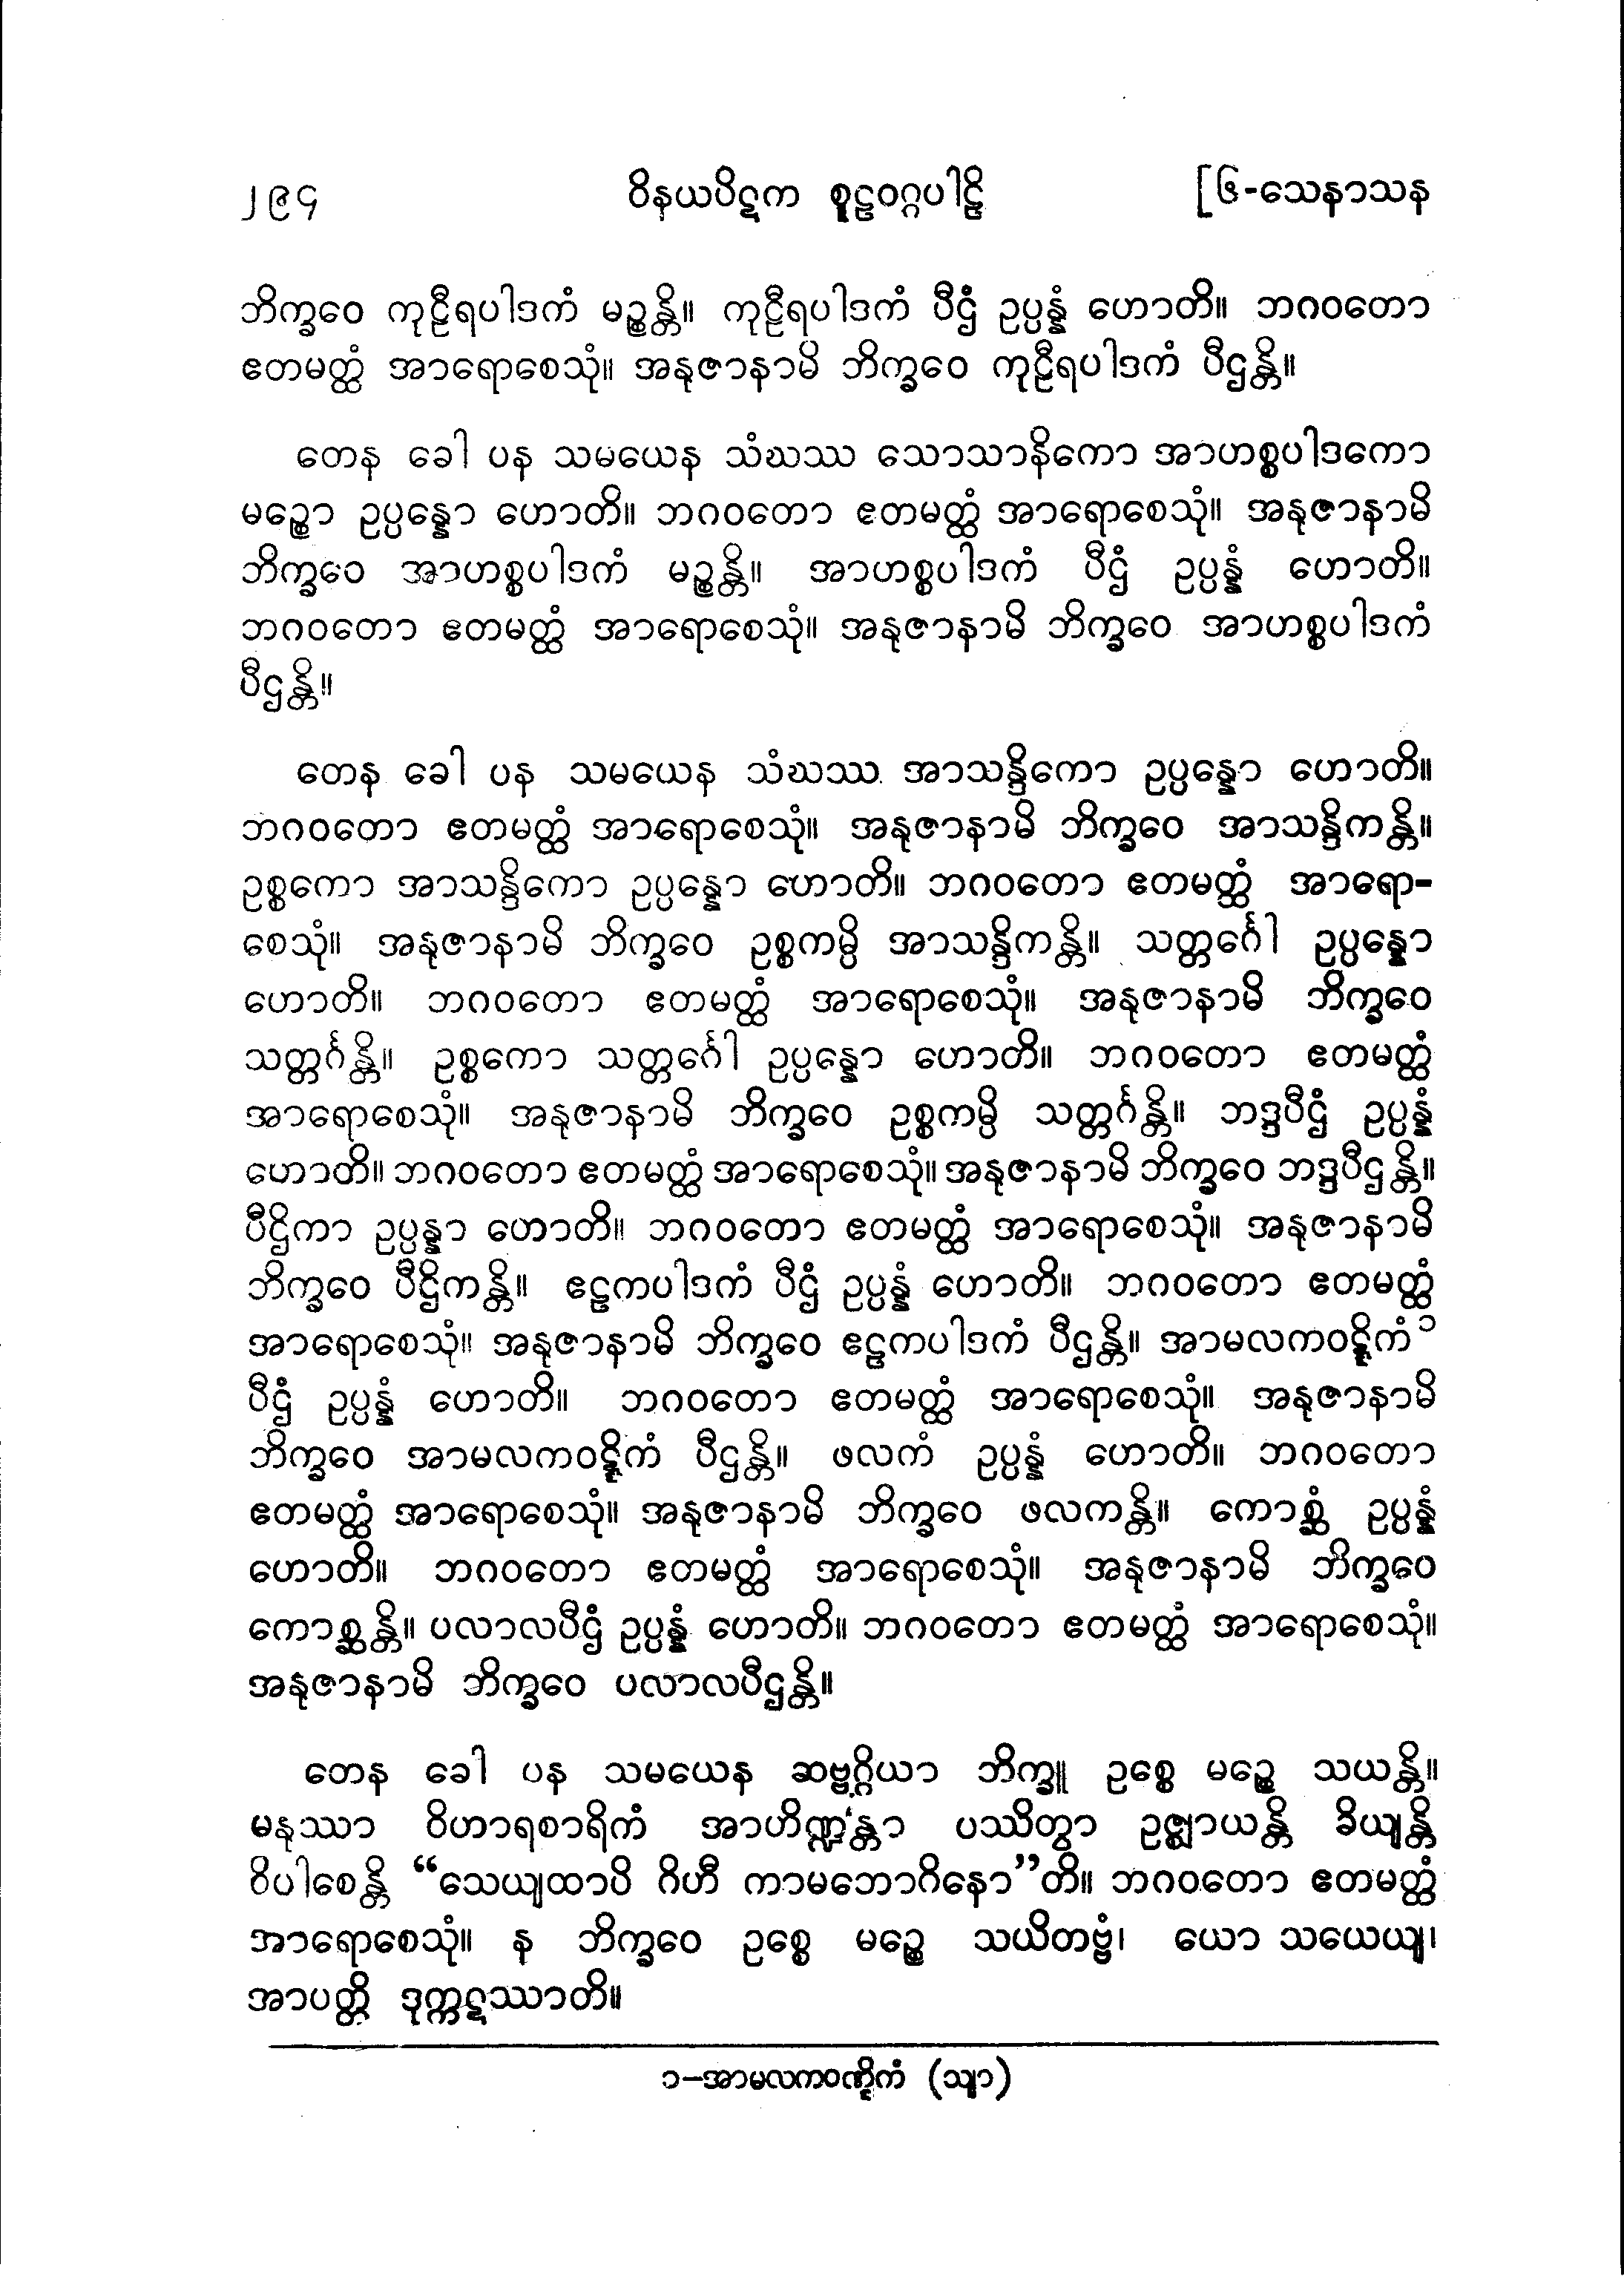 ၂၉၄ ဝိနယပိဋက စူဠဝဂ္ဂပါဠိ [၆-သေနာသန
ဘိက္ခဝေ ကုဠီရပါဒကံ မဉ္စန္တိ။ ကုဠီရပါဒကံ ပီဌံ ဥပ္ပန္နံ ဟောတိ။ ဘဂဝတော
ဧတမတ္ထံ အာရောစေသုံ။ အနုဇာနာမိ ဘိက္ခဝေ ကုဠီရပါဒကံ ပီဌန္တိ။
တေန ခေါ ပန သမယေန သံဃဿ သောသာနိကော အာဟစ္စပါဒကော
မဉ္စော ဥပ္ပန္နော ဟောတိ။ ဘဂဝတော ဧတမတ္ထံ အာရောစေသုံ။ အနုဇာနာမိ
ဘိက္ခဝေ အာဟစ္စပါဒကံ မဉ္စန္တိ။ အာဟစ္စပါဒကံ ပီဌံ ဥပ္ပန္နံ ဟောတိ။
ဘဂဝတော ဧတမတ္ထံ အာရောစေသုံ။ အနုဇာနာမိ ဘိက္ခဝေ အာဟစ္စပါဒကံ
ပီဌန္တိ။
တေန ခေါ ပန သမယေန သံဃဿ အာသန္ဒိကော ဥပ္ပန္နော ဟောတိ။
ဘဂဝတော ဧတမတ္ထံ အာရောစေသုံ။ အနုဇာနာမိ ဘိက္ခဝေ အာသန္ဒိကန္တိ။
ဥစ္စကော အာသန္ဒိကော ဥပ္ပန္နော ဟောတိ။ ဘဂဝတော ဧတမတ္ထံ အာရော-
စေသုံ။ အနုဇာနာမိ ဘိက္ခဝေ ဥစ္စကမ္ပိ အာသန္ဒိကန္တိ။ သတ္တင်္ဂေါ ဥပ္ပန္နော
ဟောတိ။ ဘဂဝတော ဧတမတ္ထံ အာရောစေသုံ။ အနုဇာနာမိ ဘိက္ခဝေ
သတ္တင်္ဂန္တိ။ ဥစ္စကော သတ္တင်္ဂေါ ဥပ္ပန္နော ဟောတိ။ ဘဂဝတော ဧတမတ္ထံ
အာရောစေသုံ။ အနုဇာနာမိ ဘိက္ခဝေ ဥစ္စကမ္ပိ သတ္တင်္ဂန္တိ။ ဘဒ္ဒပီဌံ ဥပ္ပန္နံ
ဟောတိ။ ဘဂဝတော ဧတမတ္ထံ အာရောစေသုံ။ အနုဇာနာမိ ဘိက္ခဝေ ဘဒ္ဒပီဌန္တိ။
ပီဌိကာ ဥပ္ပန္နာ ဟောတိ။ ဘဂဝတော ဧတမတ္ထံ အာရောစေသုံ။ အနုဇာနာမိ
ဘိက္ခဝေ ပီဌိကန္တိ။ ဧဠကပါဒကံ ပီဌံ ဥပ္ပန္နံ ဟောတိ။ ဘဂဝတော ဧတမတ္ထံ
အာရောစေသုံ။ အနုဇာနာမိ ဘိက္ခဝေ ဧဠကပါဒကံ ပီဌန္တိ။ အာမလကဝဋ္ဋိကံ ၁
ပီဌံ ဥပ္ပန္နံ ဟောတိ။ ဘဂဝတော ဧတမတ္ထံ အာရောစေသုံ။ အနုဇာနာမိ
ဘိက္ခဝေ အာမလကဝဋ္ဋိကံ ပီဌန္တိ။ ဖလကံ ဥပ္ပန္နံ ဟောတိ။ ဘဂဝတော
ဧတမတ္ထံ အာရောစေသုံ။ အနုဇာနာမိ ဘိက္ခဝေ ဖလကန္တိ။ ကောစ္ဆံ ဥပ္ပန္နံ
ဟောတိ။ ဘဂဝတော ဧတမတ္ထံ အာရောစေသုံ။ အနုဇာနာမိ ဘိက္ခဝေ
ကောစ္ဆန္တိ။ ပလာလပီဌံ ဥပ္ပန္နံ ဟောတိ။ ဘဂဝတော ဧတမတ္ထံ အာရောစေသုံ။
အနုဇာနာမိ ဘိက္ခဝေ ပလာလပီဌန္တိ။
တေန ခေါ ပန သမယေန ဆဗ္ဗဂ္ဂိယာ ဘိက္ခူ ဥစ္စေ မဉ္စေ သယန္တိ။
မနုဿာ ဝိဟာရစာရိကံ အာဟိဏ္ဍန္တာ ပဿိတွာ ဥဇ္ဈာယန္တိ ခိယျန္တိ
ဝိပါစေန္တိ “သေယျထာပိ ဂိဟီ ကာမဘောဂိနော”တိ။ ဘဂဝတော ဧတမတ္ထံ
အာရောစေသုံ။ န ဘိက္ခဝေ ဥစ္စေ မဉ္စေ သယိတဗ္ဗံ၊ ယော သယေယျ၊
အာပတ္တိ ဒုက္ကဋဿာတိ။
၁-အာမလကဝဏ္ဋိကံ (သျာ)